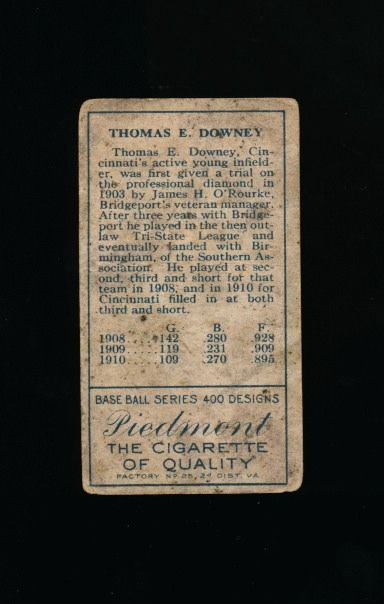 THOMAS E. DOWNEY
Thomas E. Downey, Cin-
cinnati's active young infield-
er, was first given a trial on
the professional diamond in
1903 by James H. O'Rourke,
Bridgeport's veteran manager.
After three years with Bridge-
port he played in the then out-
law Tri-State League and
eventually landed with Bir-
mingham, of the Southern As-
sociation. He played at sec-
ond, third and short for that
team in 1908, and in 1910 for
Cincinnati filled in at both
third and short.
G. B. F.
1908.....142 .280 .928
1909.....119 .231 .909
1910.....109 .270 .895
BASE BALL SERIES 400 DESIGNS
Piedmont
THE CIGARETTE
OF QUALITY
FACTORY No 25, 2d DIST. VA.